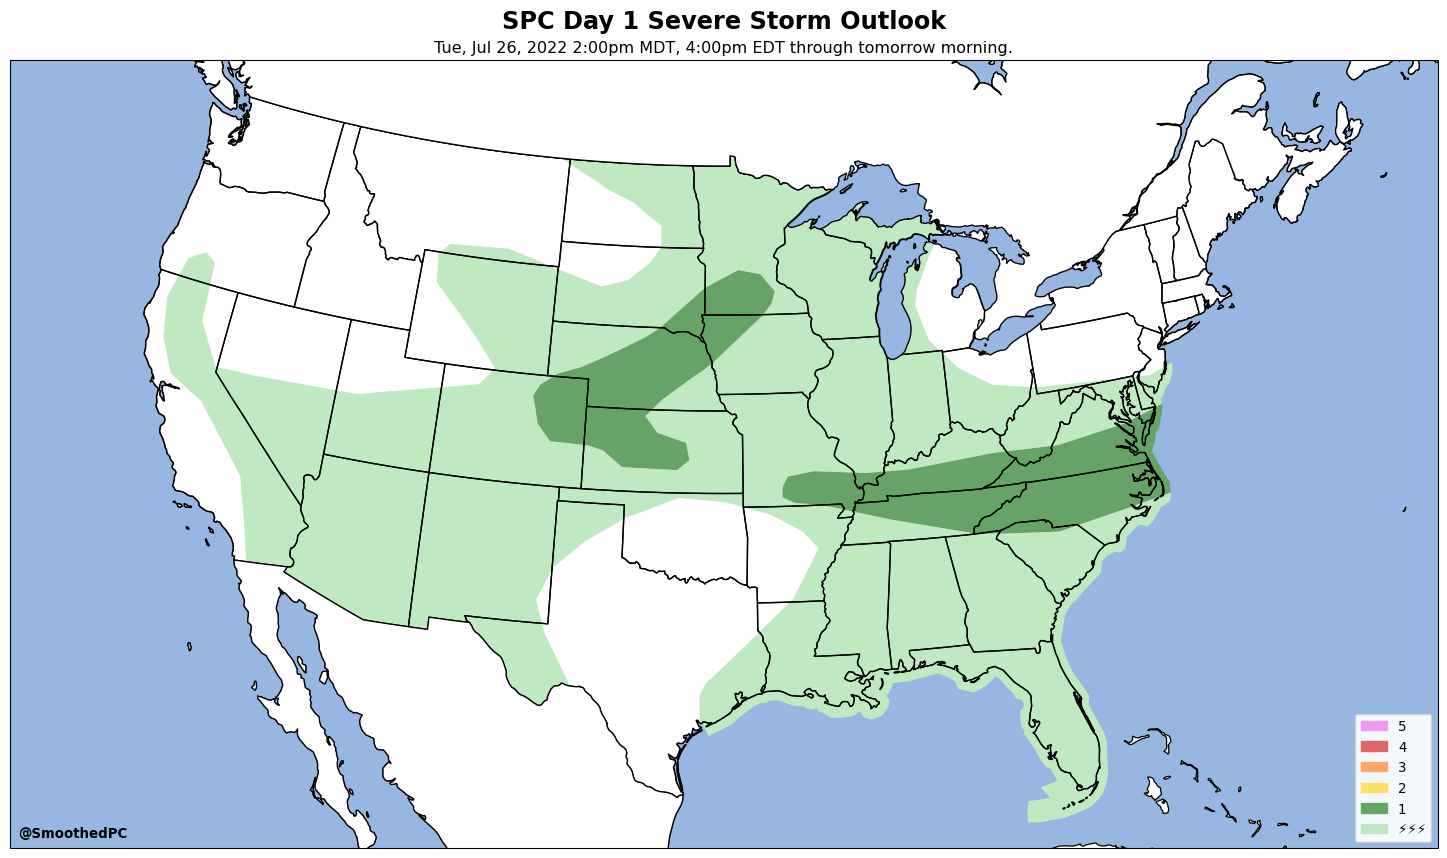 SPC Day 1 Severe Storm Outlook
Tue, Jul 26, 2022 2:00pm MDT, 4:00pm EDT through tomorrow morning.
5
4
3
2
1
⚡⚡⚡
@SmoothedPC